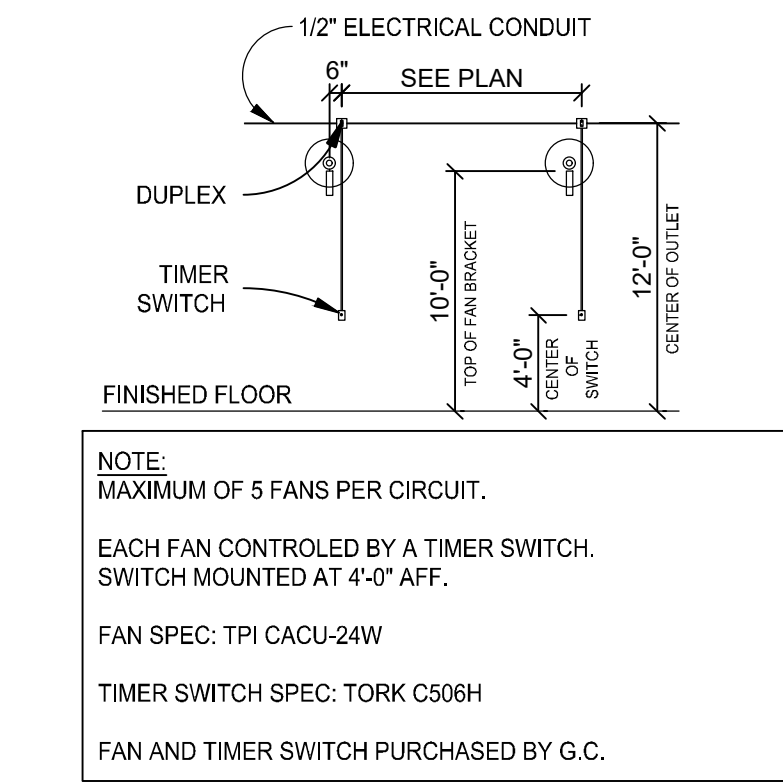 1/2" ELECTRICAL CONDUIT
6"
SEE PLAN
DUPLEX
TIMER
SWITCH
10'-0"
TOP OF FAN BRACKET
4'-0"
CENTER
OF
SWITCH
12'-0"
CENTER OF OUTLET
FINISHED FLOOR
NOTE:
MAXIMUM OF 5 FANS PER CIRCUIT.
EACH FAN CONTROLED BY A TIMER SWITCH.
SWITCH MOUNTED AT 4'-0" AFF.
FAN SPEC: TPI CACU-24W
TIMER SWITCH SPEC: TORK C506H
FAN AND TIMER SWITCH PURCHASED BY G.C.